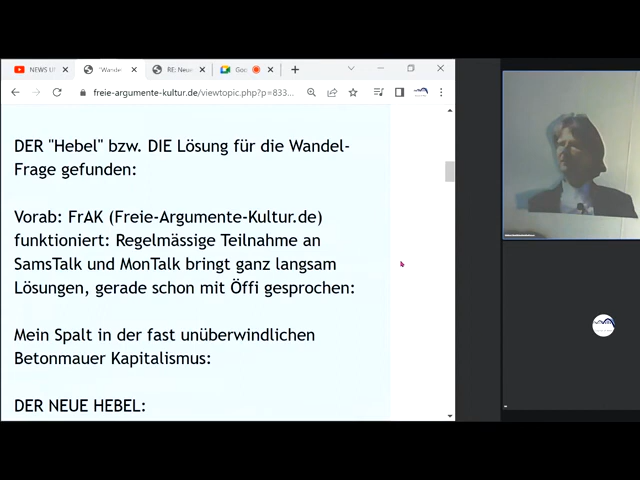 NEWS U
"Wandel
RE: Neue
Goo
freie-argumente-kultur.de/viewtopic.php?p=833...
DER "Hebel" bzw. DIE Lösung für die Wandel-
Frage gefunden:
Vorab: FrAK (Freie-Argumente-Kultur.de)
funktioniert: Regelmässige Teilnahme an
SamsTalk und MonTalk bringt ganz langsam
Lösungen, gerade schon mit Öffi gesprochen:
Mein Spalt in der fast unüberwindlichen
Betonmauer Kapitalismus:
DER NEUE HEBEL: